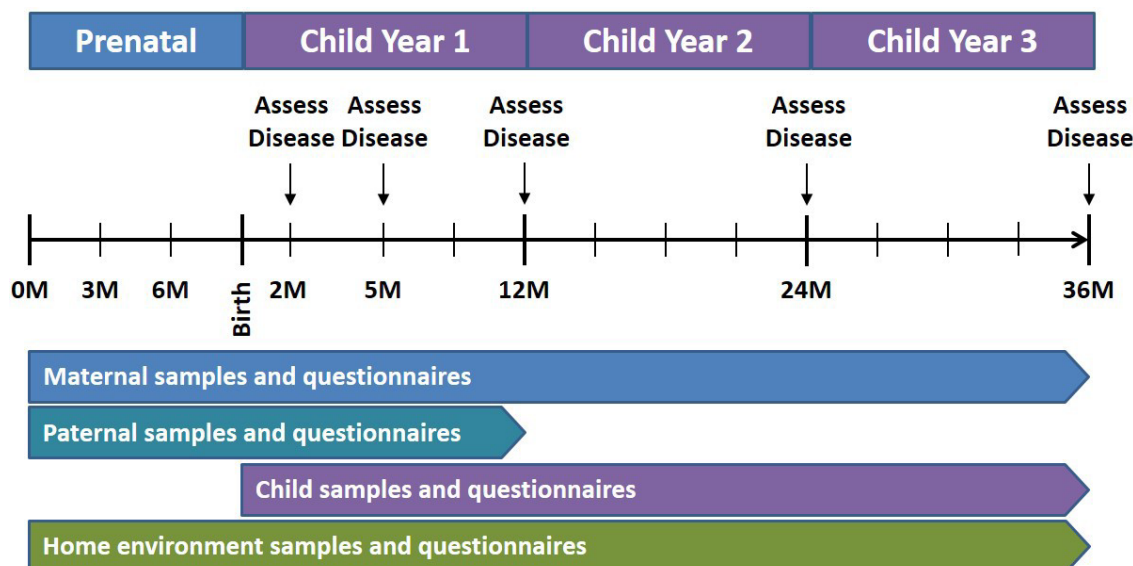 Prenatal Child Year 1 Child Year 2 Child Year 3
Assess Assess Assess Assess Assess
Disease Disease Disease Disease Disease
0M 3M 6M Birth 2M 5M 12M 24M 36M
Maternal samples and questionnaires
Paternal samples and questionnaires
Child samples and questionnaires
Home environment samples and questionnaires